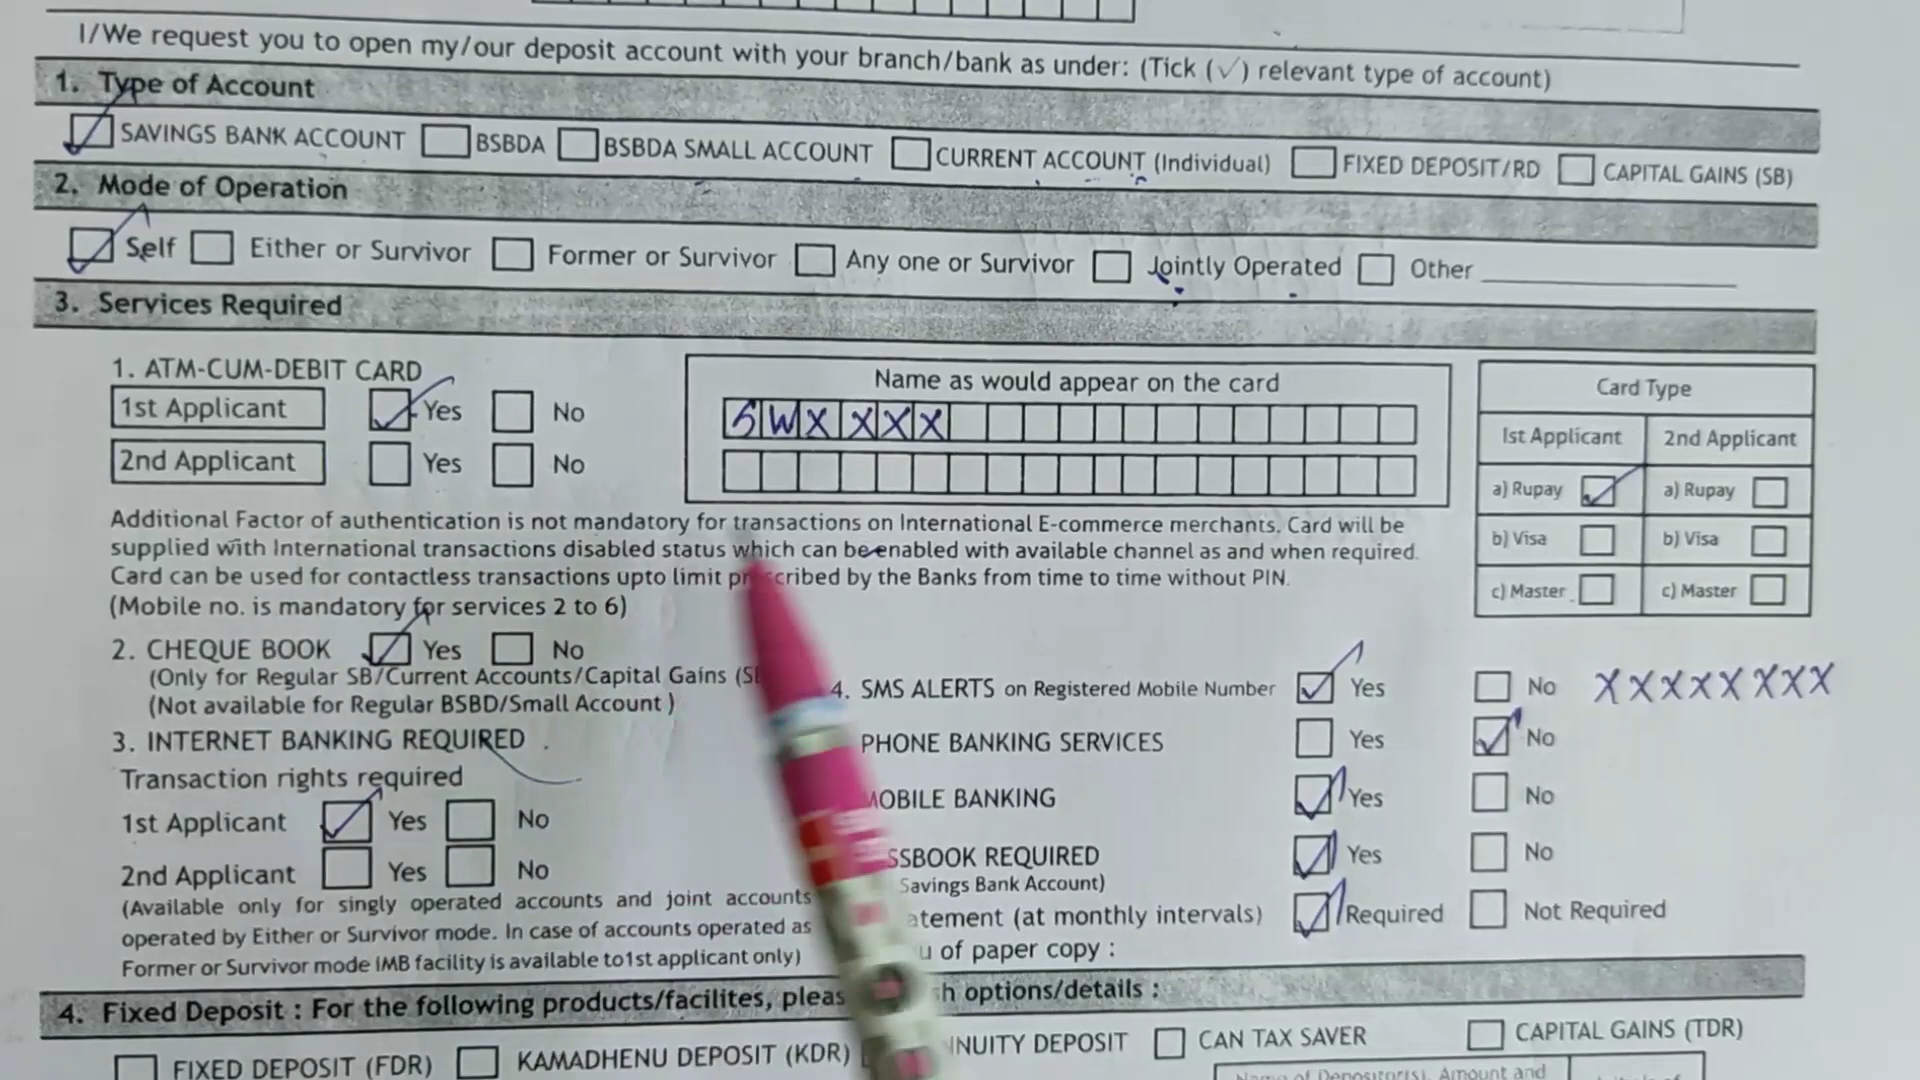 I/We request you to open my/our deposit account with your branch/bank as under: (Tick (√) relevant type of account)
1. Type of Account
SAVINGS BANK ACCOUNT BSBDA BSBDA SMALL ACCOUNT CURRENT ACCOUNT (Individual) FIXED DEPOSIT/RD CAPITAL GAINS (SB)
2. Mode of Operation
Self Either or Survivor Former or Survivor Any one or Survivor Jointly Operated Other
3. Services Required
1. ATM-CUM-DEBIT CARD
1st Applicant Yes No
2nd Applicant Yes No
Name as would appear on the card
SWXXXX
Card Type
Ist Applicant 2nd Applicant
a) Rupay a) Rupay
b) Visa b) Visa
c) Master c) Master
Additional Factor of authentication is not mandatory for transactions on International E-commerce merchants. Card will be
supplied with International transactions disabled status which can be enabled with available channel as and when required.
Card can be used for contactless transactions upto limit prescribed by the Banks from time to time without PIN.
(Mobile no. is mandatory for services 2 to 6)
2. CHEQUE BOOK Yes No
(Only for Regular SB/Current Accounts/Capital Gains
(Not available for Regular BSBD/Small Account )
3. INTERNET BANKING REQUIRED
Transaction rights required
1st Applicant Yes No
2nd Applicant Yes No
(Available only for singly operated accounts and joint accounts
operated by Either or Survivor mode. In case of accounts operated as
Former or Survivor mode IMB facility is available to1st applicant only)
4. SMS ALERTS on Registered Mobile Number Yes No XXXXXXXX
PHONE BANKING SERVICES Yes No
MOBILE BANKING Yes No
SSBOOK REQUIRED Yes No
Savings Bank Account)
atement (at monthly intervals) Required Not Required
u of paper copy :
4. Fixed Deposit : For the following products/facilites, pleas h options/details :
FIXED DEPOSIT (FDR) KAMADHENU DEPOSIT (KDR) NNUITY DEPOSIT CAN TAX SAVER CAPITAL GAINS (TDR)
Name of Depositor(s), Amount and